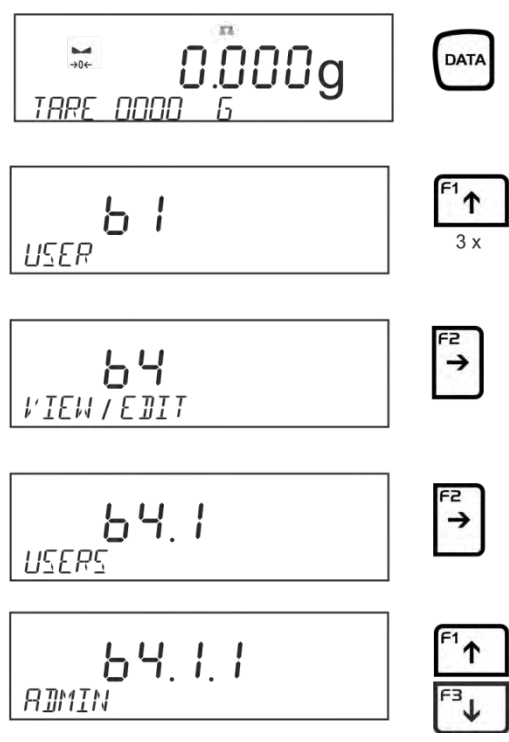 →0←
0.000g
TARE 0000 G
DATA
b1
USER
F1 ↑
3 x
b4
VIEW/EDIT
F2 →
b4.1
USERS
F2 →
b4.1.1
ADMIN
F1 ↑
F3 ↓